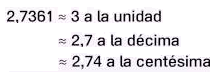 2,7361 ≈ 3 a la unidad
≈ 2,7 a la décima
≈ 2,74 a la centésima